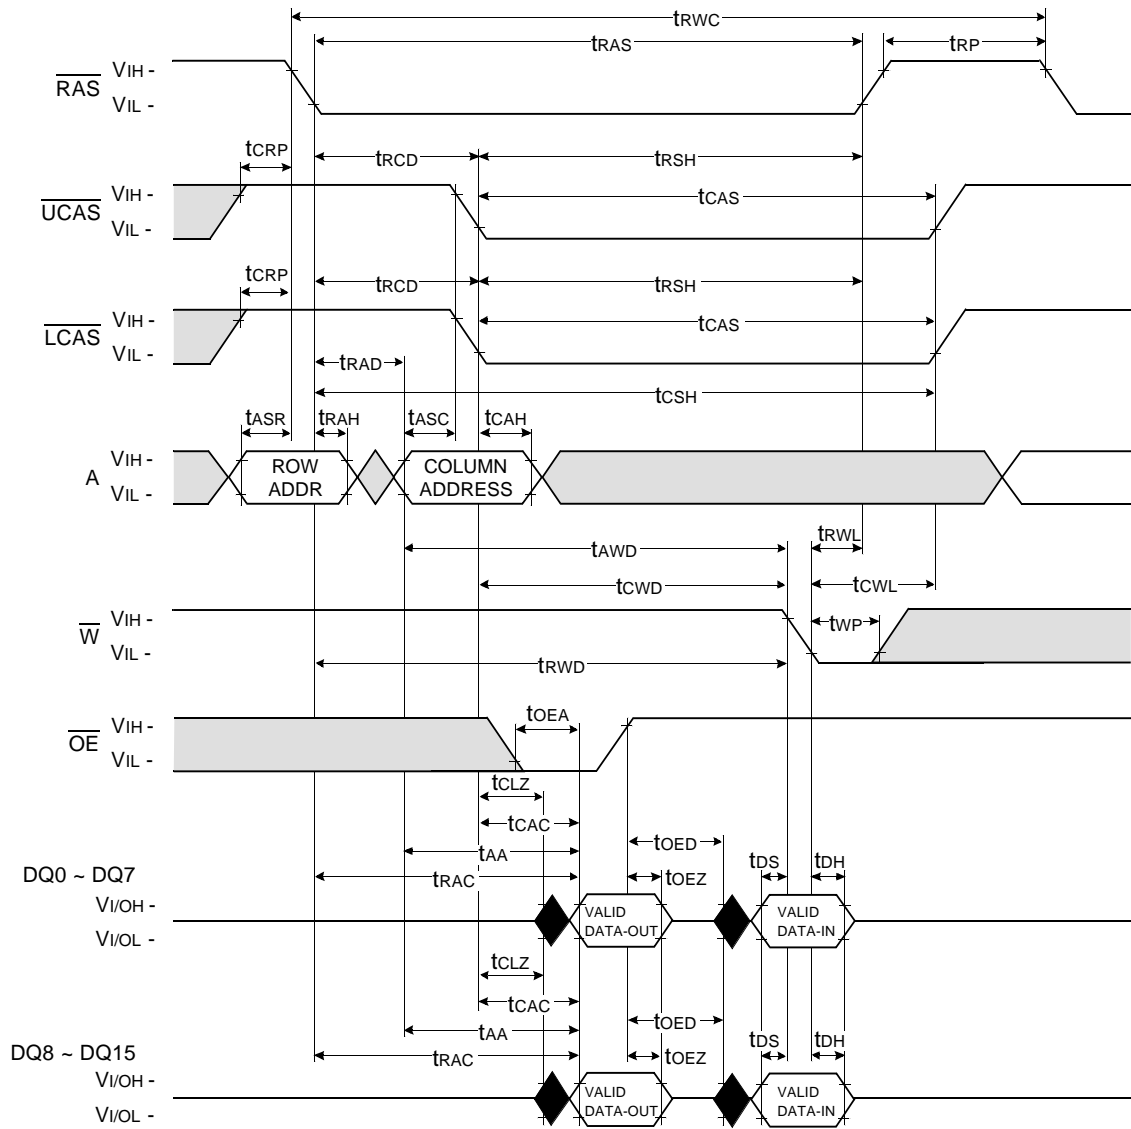 tRWC
tRAS tRP
RAS VIH -
VIL -
tCRP tRCD tRSH
UCAS VIH - tCAS
VIL -
tCRP tRCD tRSH
LCAS VIH - tCAS
VIL -
tRAD
tCSH
tASR tRAH tASC tCAH
A VIH -
VIL -
ROW
ADDR
COLUMN
ADDRESS
tAWD tRWL
tCWD tCWL
W VIH - tWP
VIL -
tRWD
OE VIH - tOEA
VIL -
tCLZ
tCAC tOED
tAA tDS tDH
DQ0 ~ DQ7 tRAC tOEZ
VI/OH -
VI/OL -
VALID
DATA-OUT
VALID
DATA-IN
tCLZ
tCAC tOED
tAA tDS tDH
DQ8 ~ DQ15 tRAC tOEZ
VI/OH -
VI/OL -
VALID
DATA-OUT
VALID
DATA-IN